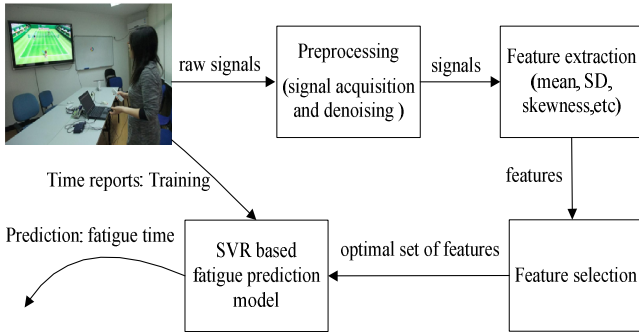 raw signals
Preprocessing
(signal acquisition
and denoising )
signals
Feature extraction
(mean, SD,
skewness,etc)
features
Time reports: Training
Prediction: fatigue time
SVR based
fatigue prediction
model
optimal set of features
Feature selection